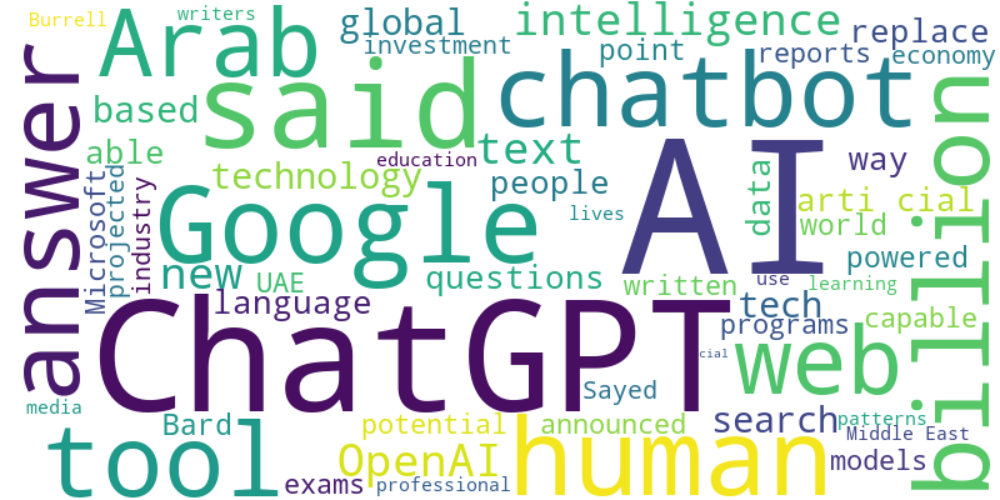 Burrell
writers
Arab
global
investment
intelligence
point
replace
reports
economy
answer
based
said
chatbot
billion
able
education
text
AI
way
technology
people
data
arti cial
Microsoft
projected
industry
Google
lives
world
new
UAE
questions
written
use
learning
powered
language
tech
ChatGPT
programs
capable
cial
web
Sayed
media
Bard
potential
announced
search
patterns
tool
OpenAI
human
Middle East
models
exams
professional